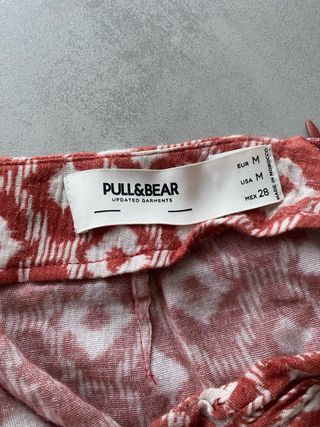 PULL&BEAR
UPDATED GARMENTS
EUR M
USA M
MEX 28
MADE IN MOROCCO